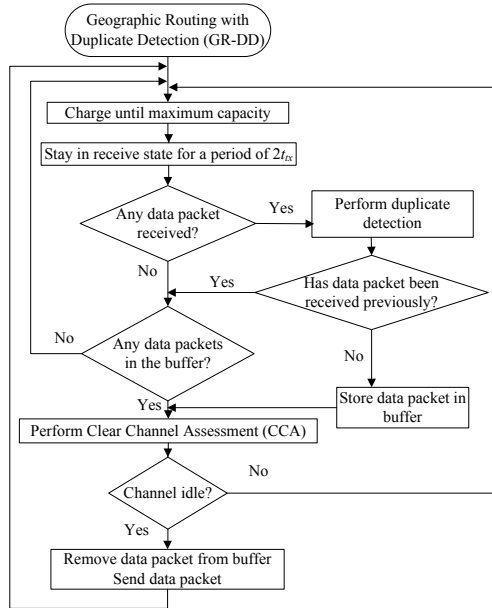 Geographic Routing with
Duplicate Detection (GR-DD)
Charge until maximum capacity
Stay in receive state for a period of 2ttx
Any data packet
received?
Yes
Perform duplicate
detection
No
Yes
Has data packet been
received previously?
No
Any data packets
in the buffer?
No
Yes
Store data packet in
buffer
Perform Clear Channel Assessment (CCA)
Channel idle?
No
Yes
Remove data packet from buffer
Send data packet